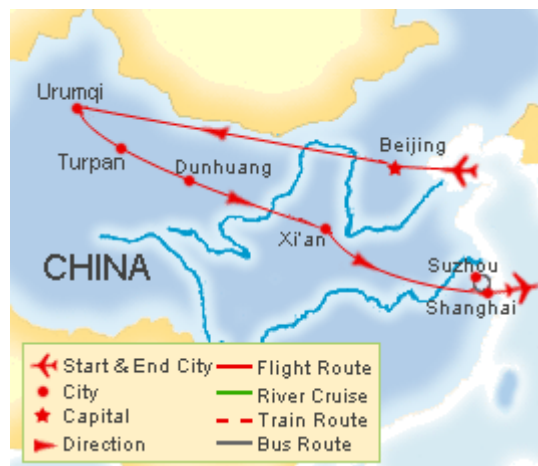 Urumqi
Beijing
Turpan
Dunhuang
Xi'an
CHINA
Suzhou
Shanghai
Start & End City
Flight Route
City
River Cruise
Capital
Train Route
Direction
Bus Route